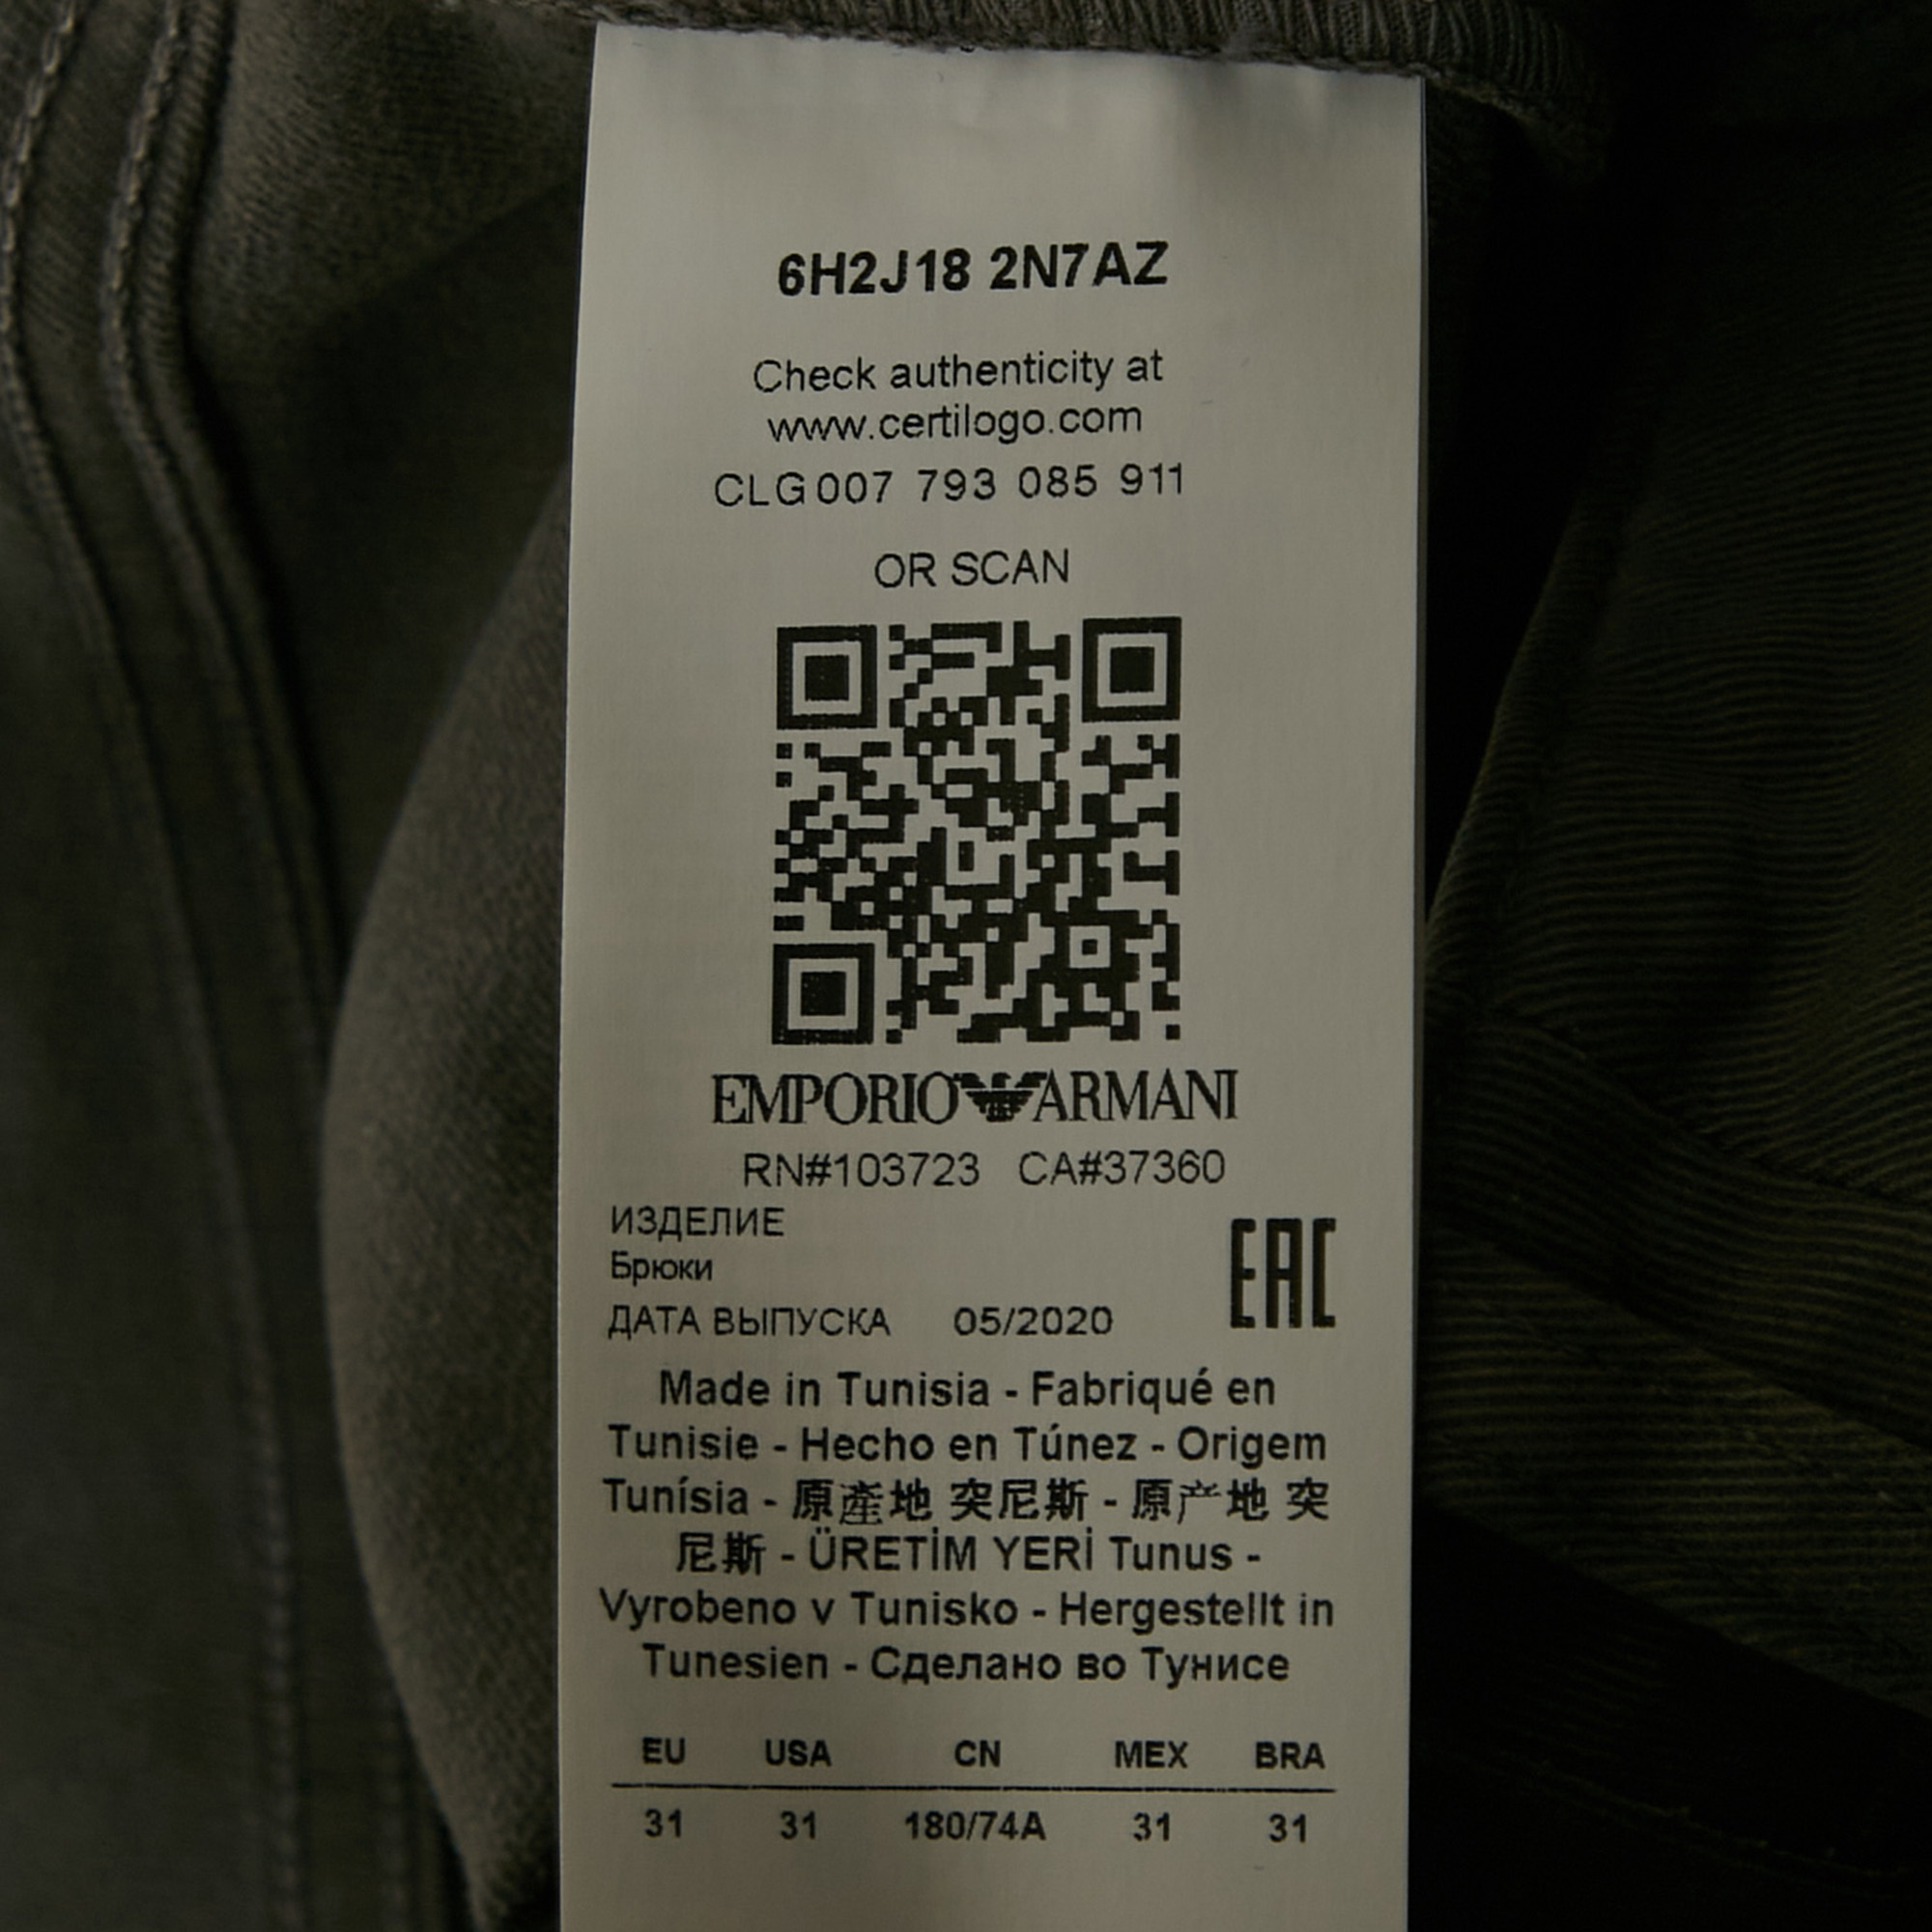 6H2J18 2N7AZ
Check authenticity at
www.certilogo.com
CLG 007 793 085 911
OR SCAN
EMPORIO ARMANI
RN#103723 CA#37360
ИЗДЕЛИЕ
Брюки
EAC
ДАТА ВЫПУСКА 05/2020
Made in Tunisia - Fabriqué en
Tunisie - Hecho en Túnez - Origem
Tunísia - 原產地 突尼斯 - 原产地 突
尼斯 - ÜRETİM YERİ Tunus -
Vyrobeno v Tunisko - Hergestellt in
Tunesien - Сделано во Тунисе
EU USA CN MEX BRA
31 31 180/74A 31 31